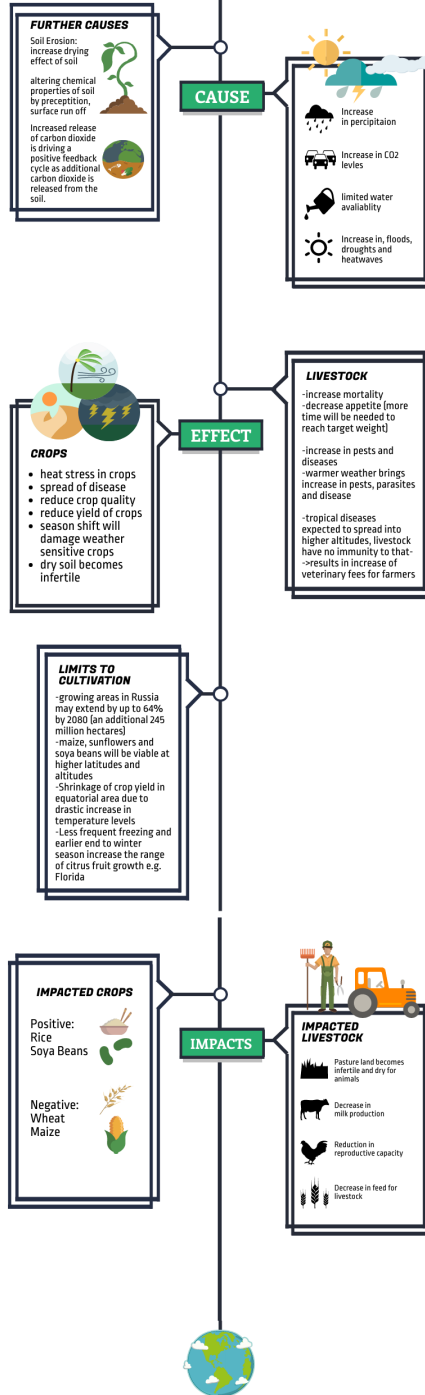 FURTHER CAUSES
Soil Erosion:
increase drying
effect of soil
altering chemical
properties of soil
by preceptition,
surface run off
Increased release
of carbon dioxide
is driving a
positive feedback
cycle as additional
carbon dioxide is
released from the
soil.
CAUSE
Increase
in percipitaion
Increase in CO2
levles
limited water
avaliablity
Increase in, floods,
droughts and
heatwaves
EFFECT
CROPS
• heat stress in crops
• spread of disease
• reduce crop quality
• reduce yield of crops
• season shift will
damage weather
sensitive crops
• dry soil becomes
infertile
LIVESTOCK
-increase mortality
-decrease appetite (more
time will be needed to
reach target weight)
-increase in pests and
diseases
-warmer weather brings
increase in pests, parasites
and disease
-tropical diseases
expected to spread into
higher altitudes, livestock
have no immunity to that-
->results in increase of
veterinary fees for farmers
LIMITS TO
CULTIVATION
-growing areas in Russia
may extend by up to 64%
by 2080 (an additional 245
million hectares)
-maize, sunflowers and
soya beans will be viable at
higher latitudes and
altitudes
-Shrinkage of crop yield in
equatorial area due to
drastic increase in
temperature levels
-Less frequent freezing and
earlier end to winter
season increase the range
of citrus fruit growth e.g.
Florida
IMPACTED CROPS
Positive:
Rice
Soya Beans
Negative:
Wheat
Maize
IMPACTS
IMPACTED
LIVESTOCK
Pasture land becomes
infertile and dry for
animals
Decrease in
milk production
Reduction in
reproductive capacity
Decrease in feed for
livestock